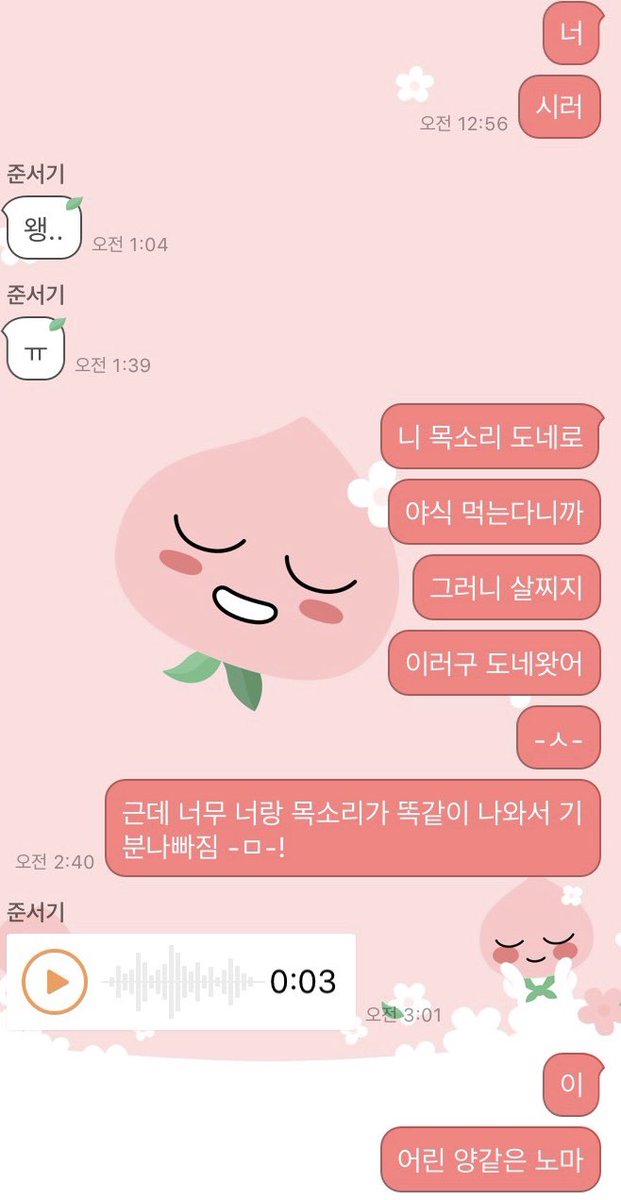 너
시러
오전 12:56
준서기
왱..
오전 1:04
준서기
ㅠ
오전 1:39
니 목소리 도네로
야식 먹는다니까
그러니 살찌지
이러구 도네왓어
-ㅅ-
근데 너무 너랑 목소리가 똑같이 나와서 기
분나빠짐 -ㅁ-!
오전 2:40
준서기
0:03
오전 3:01
이
어린 양같은 노마